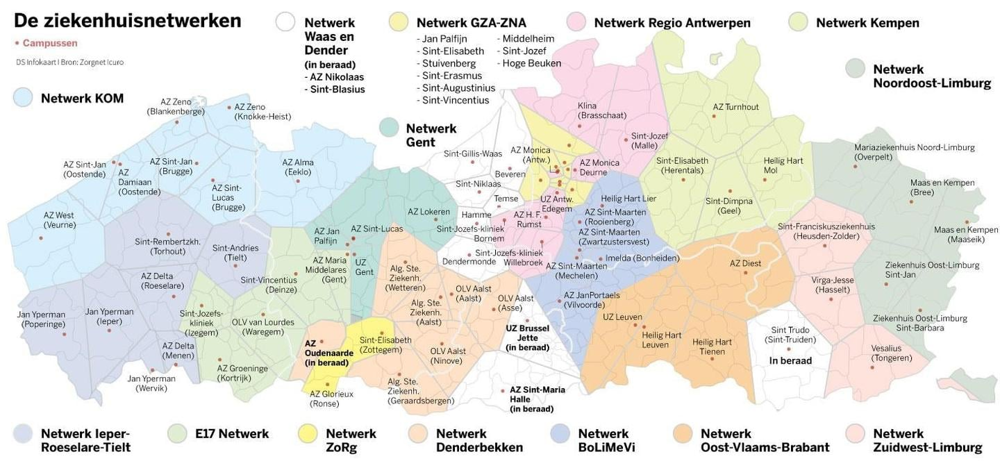 De ziekenhuisnetwerken
• Campussen
DS Infokaart I Bron: Zorgnet Icuro
Netwerk
Waas en
Dender
(in beraad)
- AZ Nikolaas
- Sint-Blasius
Netwerk GZA-ZNA
- Jan Palfijn
- Sint-Elisabeth
- Stuivenberg
- Sint-Erasmus
- Sint-Augustinius
- Sint-Vincentius
- Middelheim
- Sint-Jozef
- Hoge Beuken
Netwerk Regio Antwerpen
Netwerk Kempen
Netwerk
Noordoost-Limburg
Netwerk KOM
Netwerk
Gent
AZ Zeno
(Blankenberge)
AZ Zeno
(Knokke-Heist)
AZ Sint-Jan
(Oostende)
AZ
Damiaan
(Oostende)
AZ Sint-Jan
(Brugge)
AZ Sint-
Lucas
(Brugge)
AZ Alma
(Eeklo)
AZ West
(Veurne)
Sint-Rembertzkh.
(Torhout)
Sint-Andries
(Tielt)
AZ Delta
(Roeselare)
Jan Yperman
(Poperinge)
Jan Yperman
(Ieper)
AZ Delta
(Menen)
Jan Yperman
(Wervik)
Sint-Jozefs-
kliniek
(Izegem)
Sint-Vincentius
(Deinze)
OLV van Lourdes
(Waregem)
AZ Groeninge
(Kortrijk)
AZ Maria
Middelares
(Gent)
AZ Jan
Palfijn
AZ Sint-Lucas
UZ
Gent
AZ Lokeren
AZ
Oudenaarde
(in beraad)
Sint-Elisabeth
(Zottegem)
AZ Glorieux
(Ronse)
Alg. Ste.
Ziekenh.
(Wetteren)
Alg. Ste.
Ziekenh.
(Aalst)
OLV Aalst
(Aalst)
OLV Aalst
(Asse)
OLV Aalst
(Ninove)
Alg. Ste.
Ziekenh.
(Geraardsbergen)
Sint-Gillis-Waas
Beveren
Sint-Niklaas
Temse
Hamme
Sint-Jozefs-kliniek
Bornem
Dendermonde
Sint-Jozefs-kliniek
Willebroek
AZ H. F.
Rumst
UZ Antw.
Edegem
AZ Monica
(Antw.)
AZ Monica
Deurne
Klina
(Brasschaat)
Sint-Jozef
(Malle)
Heilig Hart Lier
AZ Sint-Maarten
(Rooienberg)
AZ Sint-Maarten
(Zwartzustersvest)
Imelda (Bonheiden)
AZ Sint-Maarten
(Mechelen)
AZ JanPortaels
(Vilvoorde)
UZ Brussel
Jette
(in beraad)
AZ Sint-Maria
Halle
(in beraad)
AZ Turnhout
Sint-Elisabeth
(Herentals)
Heilig Hart
Mol
Sint-Dimpna
(Geel)
AZ Diest
UZ Leuven
Heilig Hart
Leuven
Heilig Hart
Tienen
Mariaziekenhuis Noord-Limburg
(Overpelt)
Maas en Kempen
(Bree)
Maas en Kempen
(Maaseik)
Sint-Franciskusziekenhuis
(Heusden-Zolder)
Ziekenhuis Oost-Limburg
Sint-Jan
Virga-Jesse
(Hasselt)
Ziekenhuis Oost-Limburg
Sint-Barbara
Sint Trudo
(Sint-Truiden)
In beraad
Vesalius
(Tongeren)
Netwerk Ieper-
Roeselare-Tielt
E17 Netwerk
Netwerk
ZoRg
Netwerk
Denderbekken
Netwerk
BoLiMeVi
Netwerk
Oost-Vlaams-Brabant
Netwerk
Zuidwest-Limburg